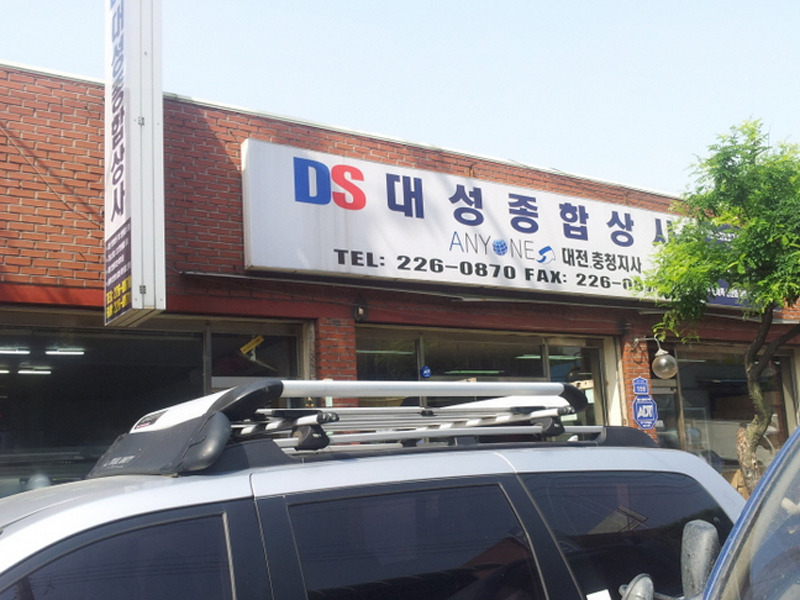 대성종합상사
DS 대성종합상사
ANYONE 대전.충청지사
TEL: 226-0870 FAX: 226-
ADT